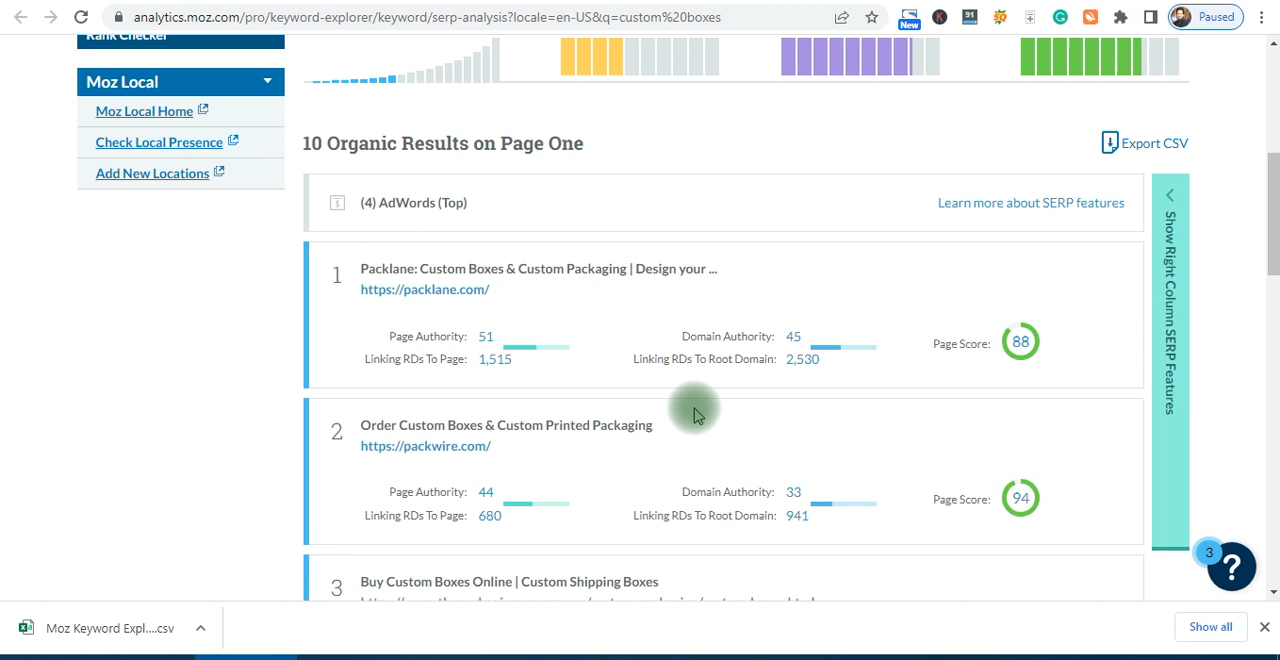 analytics.moz.com/pro/keyword-explorer/keyword/serp-analysis?locale=en-US&q=custom%20boxes
New
K
91
Paused
Rank Checker
Moz Local
Moz Local Home
Check Local Presence
Add New Locations
10 Organic Results on Page One
Export CSV
(4) AdWords (Top)
Learn more about SERP features
Show Right Column SERP Features
1
Packlane: Custom Boxes & Custom Packaging | Design your ...
https://packlane.com/
Page Authority: 51
Domain Authority: 45
Linking RDs To Page: 1,515
Linking RDs To Root Domain: 2,530
Page Score: 88
2
Order Custom Boxes & Custom Printed Packaging
https://packwire.com/
Page Authority: 44
Domain Authority: 33
Linking RDs To Page: 680
Linking RDs To Root Domain: 941
Page Score: 94
3
Buy Custom Boxes Online | Custom Shipping Boxes
3
?
Moz Keyword Expl....csv
Show all